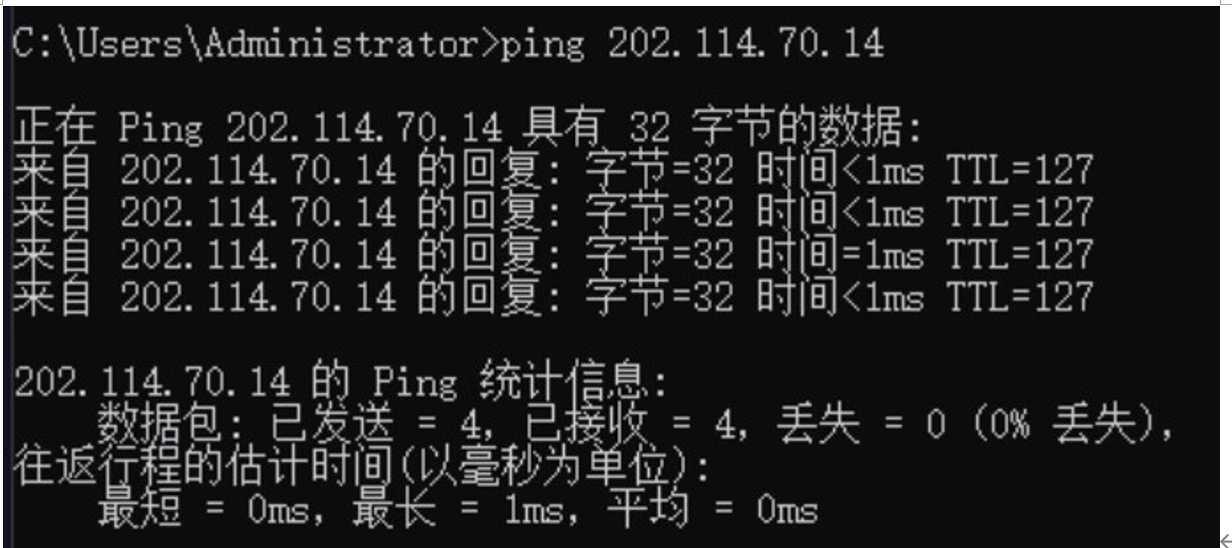 C:\Users\Administrator>ping 202.114.70.14
正在 Ping 202.114.70.14 具有 32 字节的数据:
来自 202.114.70.14 的回复: 字节=32 时间<1ms TTL=127
来自 202.114.70.14 的回复: 字节=32 时间<1ms TTL=127
来自 202.114.70.14 的回复: 字节=32 时间=1ms TTL=127
来自 202.114.70.14 的回复: 字节=32 时间<1ms TTL=127
202.114.70.14 的 Ping 统计信息:
数据包: 已发送 = 4, 已接收 = 4, 丢失 = 0 (0% 丢失),
往返行程的估计时间(以毫秒为单位):
最短 = 0ms, 最长 = 1ms, 平均 = 0ms